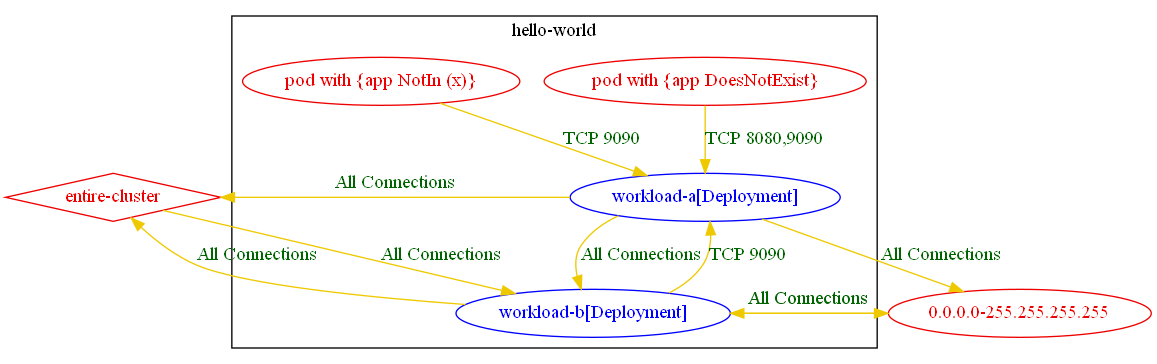 hello-world
pod with {app NotIn (x)}
pod with {app DoesNotExist}
TCP 9090
TCP 8080,9090
All Connections
entire-cluster
workload-a[Deployment]
All Connections
All Connections
All Connections
TCP 9090
All Connections
All Connections
workload-b[Deployment]
0.0.0.0-255.255.255.255